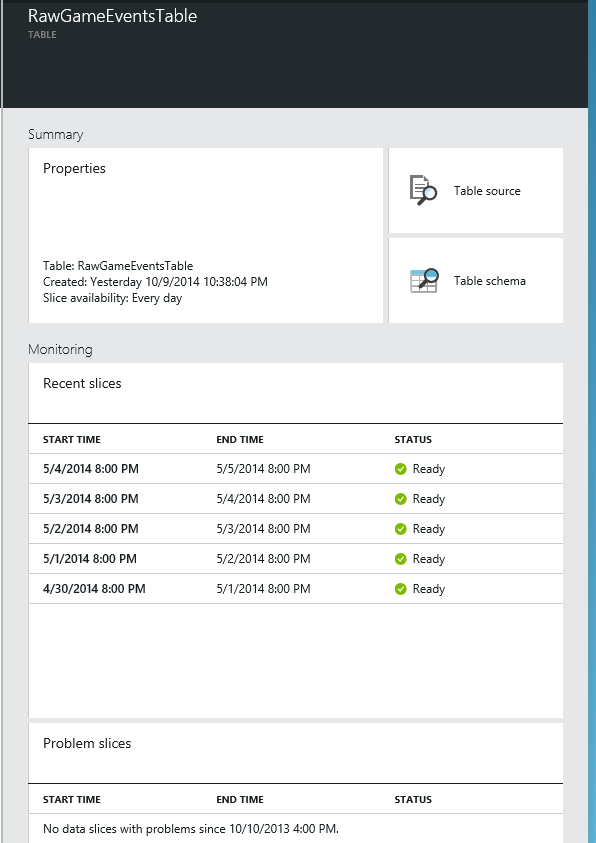 RawGameEventsTable
TABLE
Summary
Properties
Table: RawGameEventsTable
Created: Yesterday 10/9/2014 10:38:04 PM
Slice availability: Every day
Table source
Table schema
Monitoring
Recent slices
START TIME END TIME STATUS
5/4/2014 8:00 PM 5/5/2014 8:00 PM Ready
5/3/2014 8:00 PM 5/4/2014 8:00 PM Ready
5/2/2014 8:00 PM 5/3/2014 8:00 PM Ready
5/1/2014 8:00 PM 5/2/2014 8:00 PM Ready
4/30/2014 8:00 PM 5/1/2014 8:00 PM Ready
Problem slices
START TIME END TIME STATUS
No data slices with problems since 10/10/2013 4:00 PM.